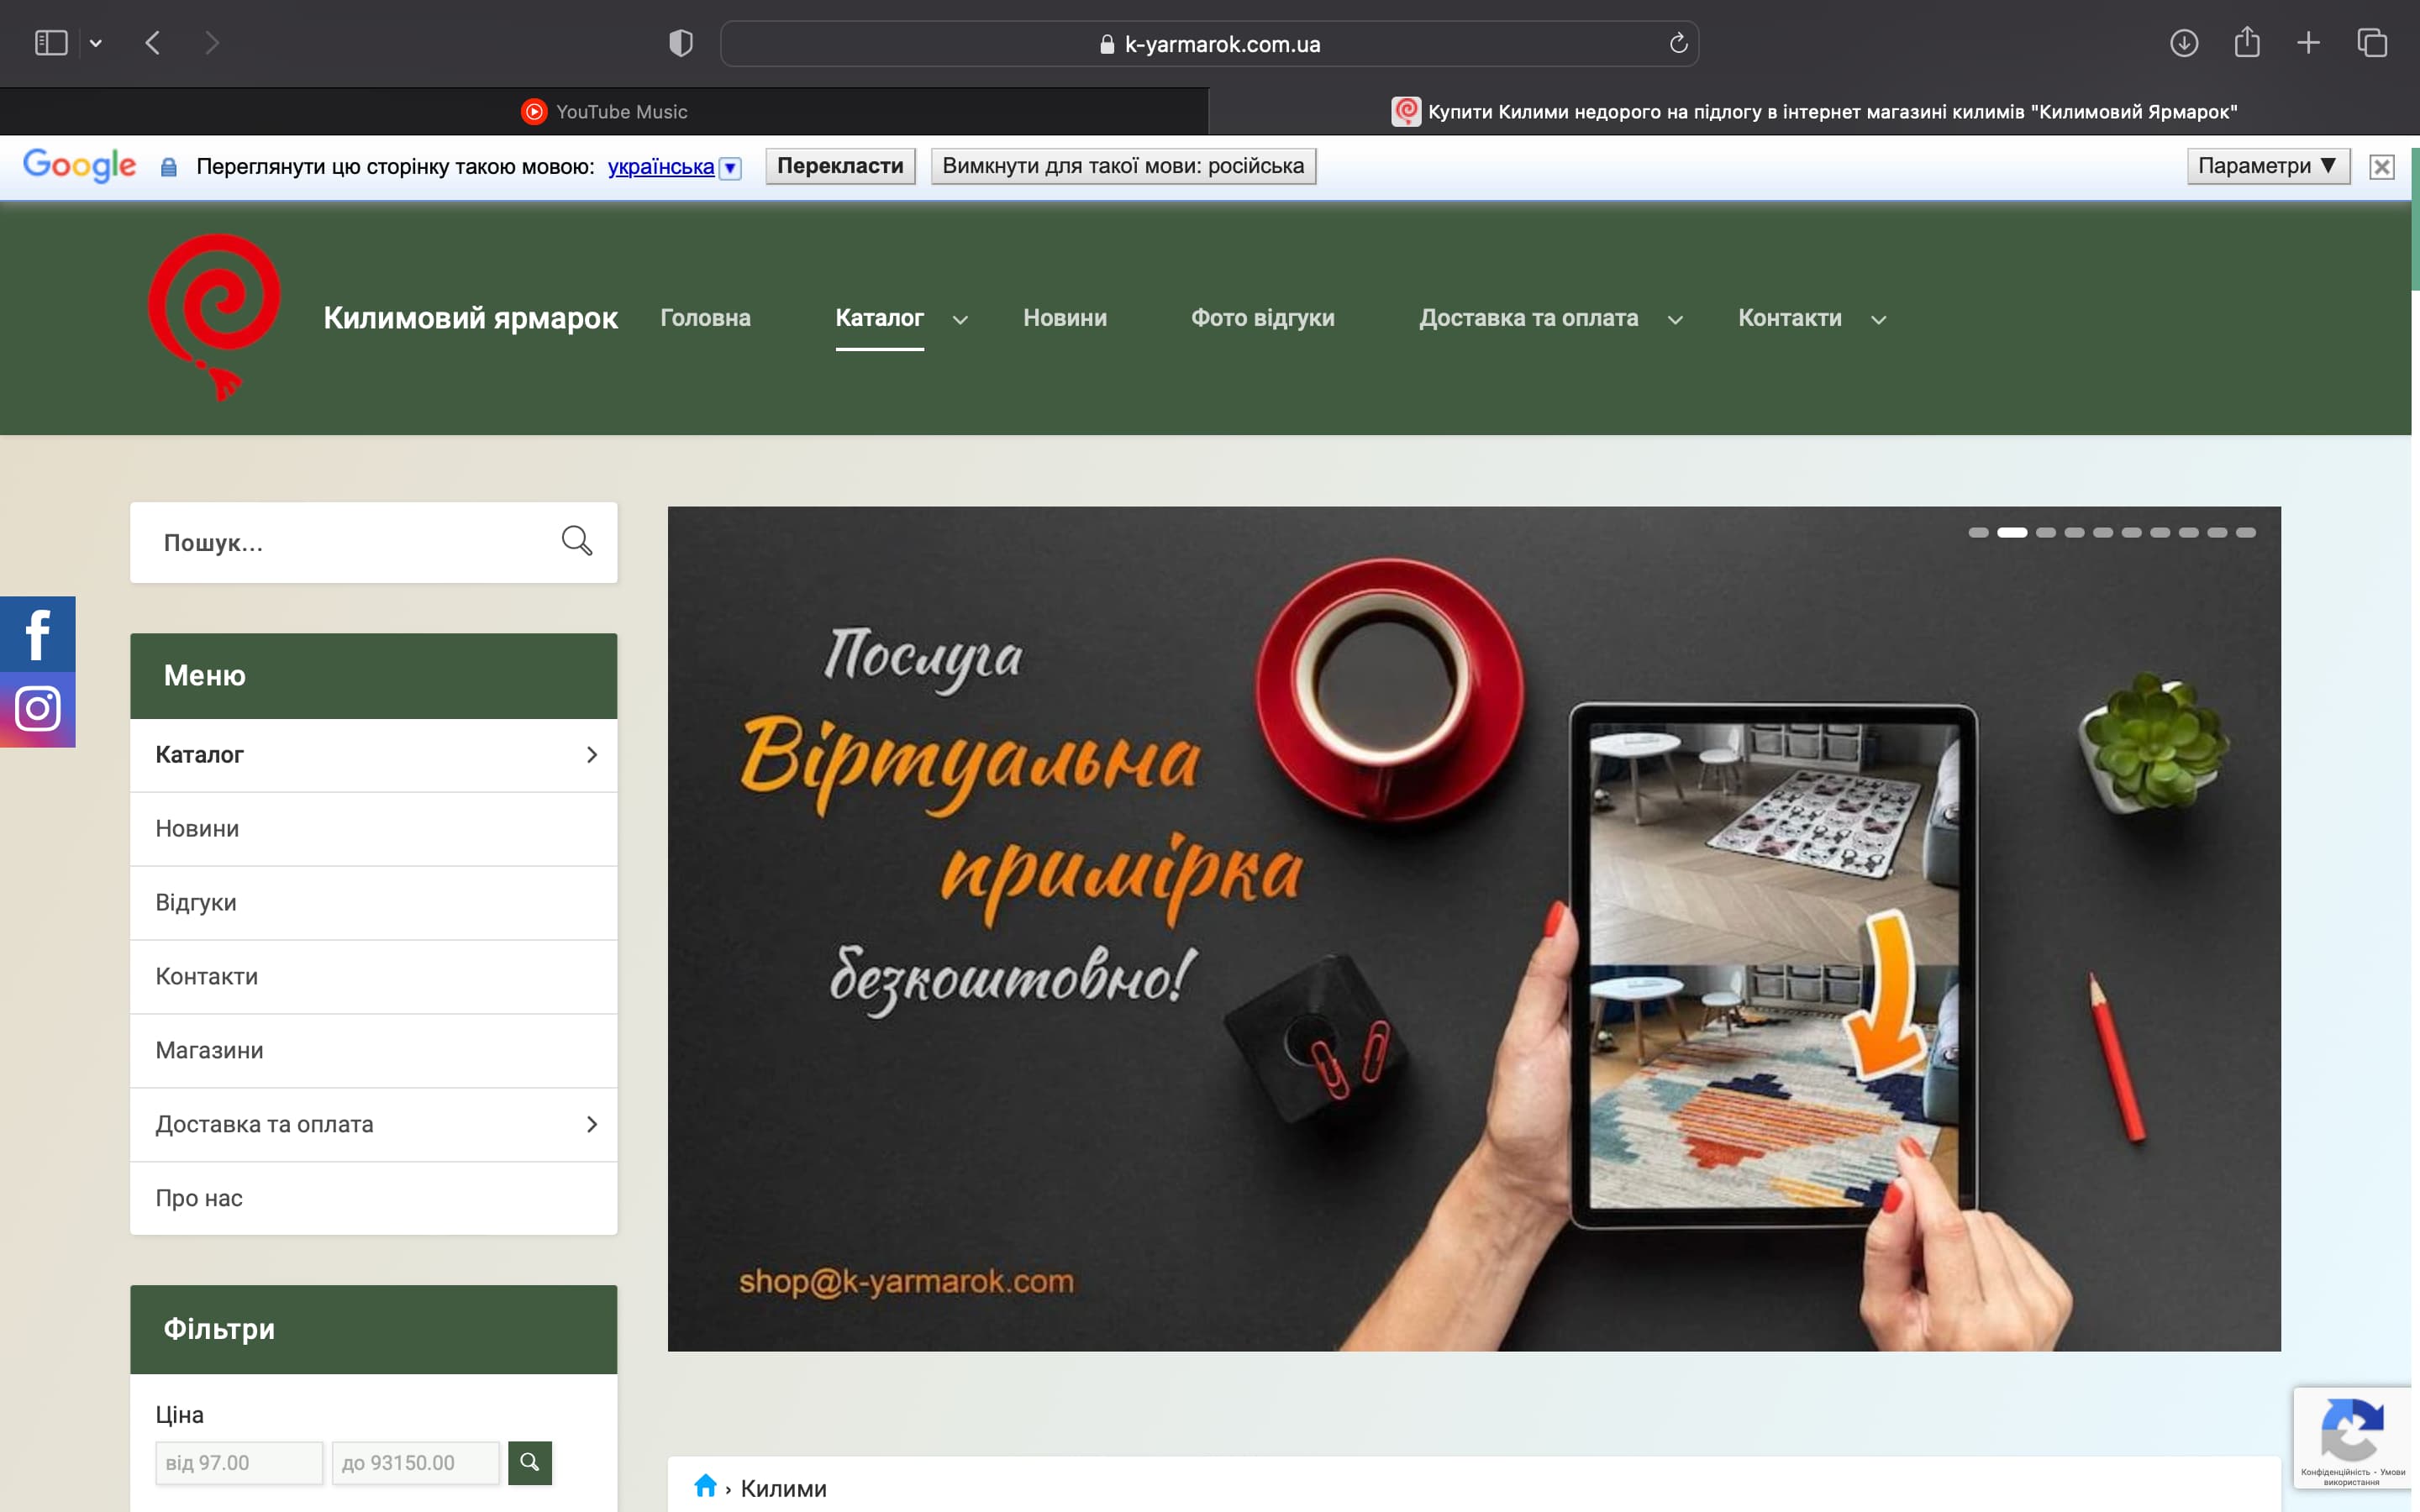 k-yarmarok.com.ua
YouTube Music
Купити Килими недорого на підлогу в інтернет магазині килимів "Килимовий Ярмарок"
Google Переглянути цю сторінку такою мовою: українська Перекласти Вимкнути для такої мови: російська Параметри ▼
Килимовий ярмарок Головна Каталог Новини Фото відгуки Доставка та оплата Контакти
Пошук...
Меню
Каталог
Новини
Відгуки
Контакти
Магазини
Доставка та оплата
Про нас
Фільтри
Ціна
від 97.00 до 93150.00
Послуга
Віртуальна
примірка
безкоштовно!
shop@k-yarmarok.com
› Килими
Конфіденційність - Умови
використання